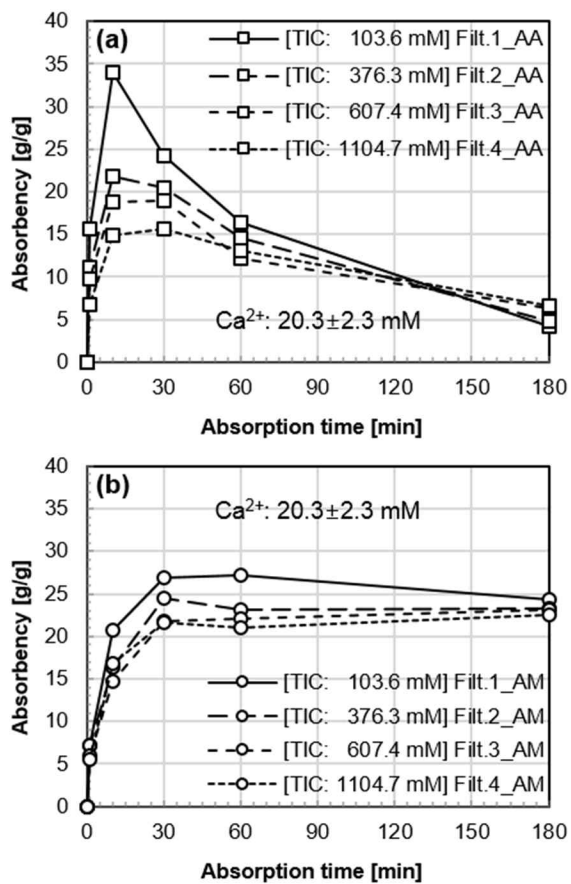 (a)
[TIC: 103.6 mM] Filt.1_AA
[TIC: 376.3 mM] Filt.2_AA
[TIC: 607.4 mM] Filt.3_AA
[TIC: 1104.7 mM] Filt.4_AA
Ca²⁺: 20.3±2.3 mM
Absorbency [g/g]
40
35
30
25
20
15
10
5
0
0 30 60 90 120 150 180
Absorption time [min]
(b)
Ca²⁺: 20.3±2.3 mM
[TIC: 103.6 mM] Filt.1_AM
[TIC: 376.3 mM] Filt.2_AM
[TIC: 607.4 mM] Filt.3_AM
[TIC: 1104.7 mM] Filt.4_AM
Absorbency [g/g]
40
35
30
25
20
15
10
5
0
0 30 60 90 120 150 180
Absorption time [min]